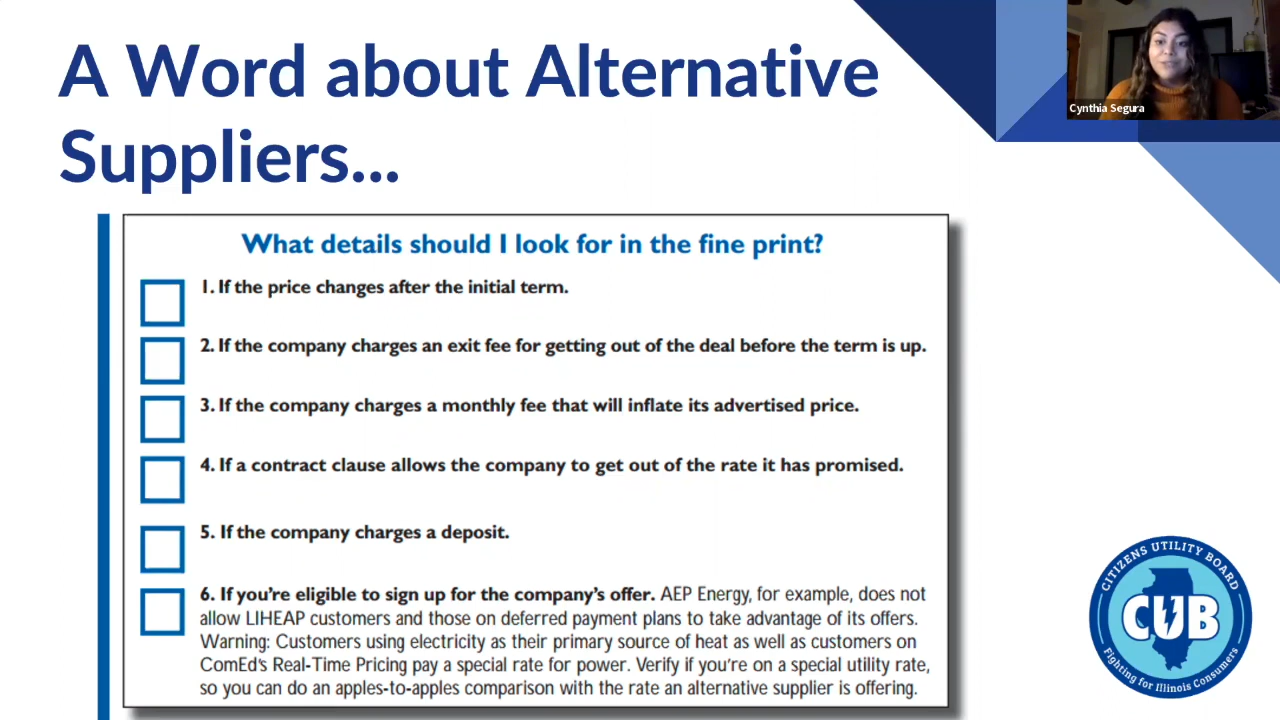 A Word about Alternative
Suppliers...
Cynthia Segura
What details should I look for in the fine print?
1. If the price changes after the initial term.
2. If the company charges an exit fee for getting out of the deal before the term is up.
3. If the company charges a monthly fee that will inflate its advertised price.
4. If a contract clause allows the company to get out of the rate it has promised.
5. If the company charges a deposit.
6. If you’re eligible to sign up for the company’s offer. AEP Energy, for example, does not
allow LIHEAP customers and those on deferred payment plans to take advantage of its offers.
Warning: Customers using electricity as their primary source of heat as well as customers on
ComEd’s Real-Time Pricing pay a special rate for power. Verify if you’re on a special utility rate,
so you can do an apples-to-apples comparison with the rate an alternative supplier is offering.
CITIZENS UTILITY BOARD
CUB
Fighting for Illinois Consumers